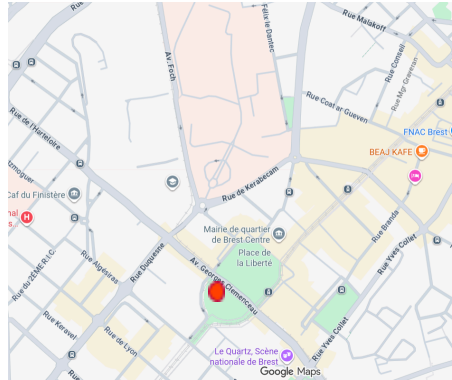 Rue Malakoff
Félix le Dantec
Av. Foch
Rue Conseil
Rue Mgr Graveran
Rue Coat ar Gueven
FNAC Brest
Rue de l'Harteloire
BEAJ KAFE
zmoguer
Caf du Finistère
Rue de Kerabécam
nal
s
Mairie de quartier
de Brest Centre
Rue Branda
Place de
la Liberté
Rue Yves Collet
Rue Duquesne
Av. Georges Clemenceau
Rue Algésiras
Rue du 2ÈME R.I.C.
Rue Keravel
Rue de Lyon
Rue Yves Collet
Le Quartz, Scène
nationale de Brest
Google Maps